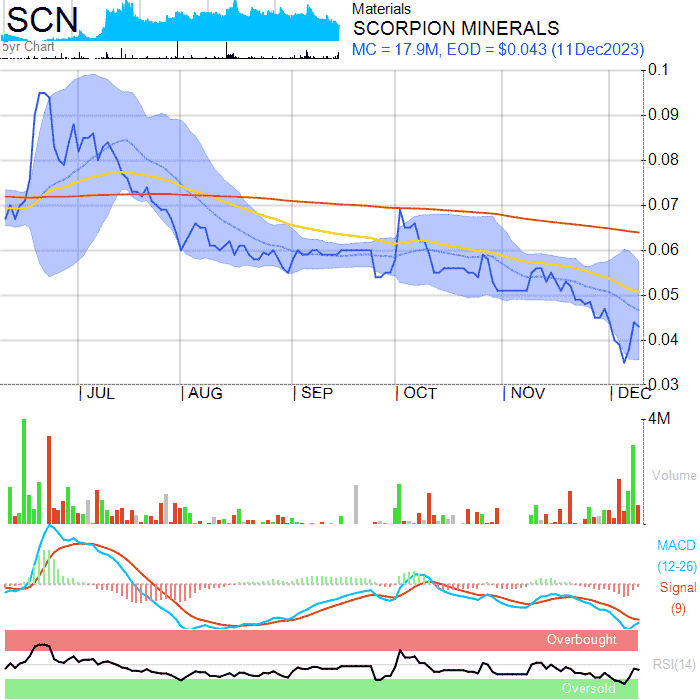 SCN
5yr Chart
Materials
SCORPION MINERALS
MC = 17.9M, EOD = $0.043 (11Dec2023)
0.1
0.09
0.08
0.07
0.06
0.05
0.04
0.03
JUL AUG SEP OCT NOV DEC
4M
Volume
MACD
(12-26)
Signal
(9)
Overbought
RSI(14)
Oversold